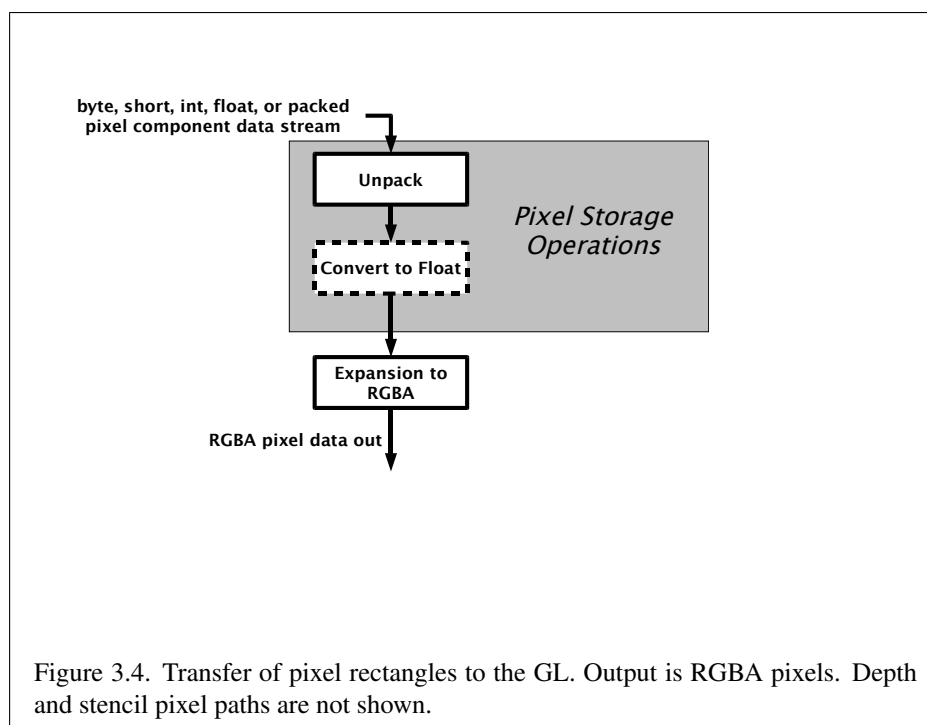 byte, short, int, float, or packed
pixel component data stream
Unpack
Pixel Storage
Operations
Convert to Float
Expansion to
RGBA
RGBA pixel data out
Figure 3.4. Transfer of pixel rectangles to the GL. Output is RGBA pixels. Depth
and stencil pixel paths are not shown.